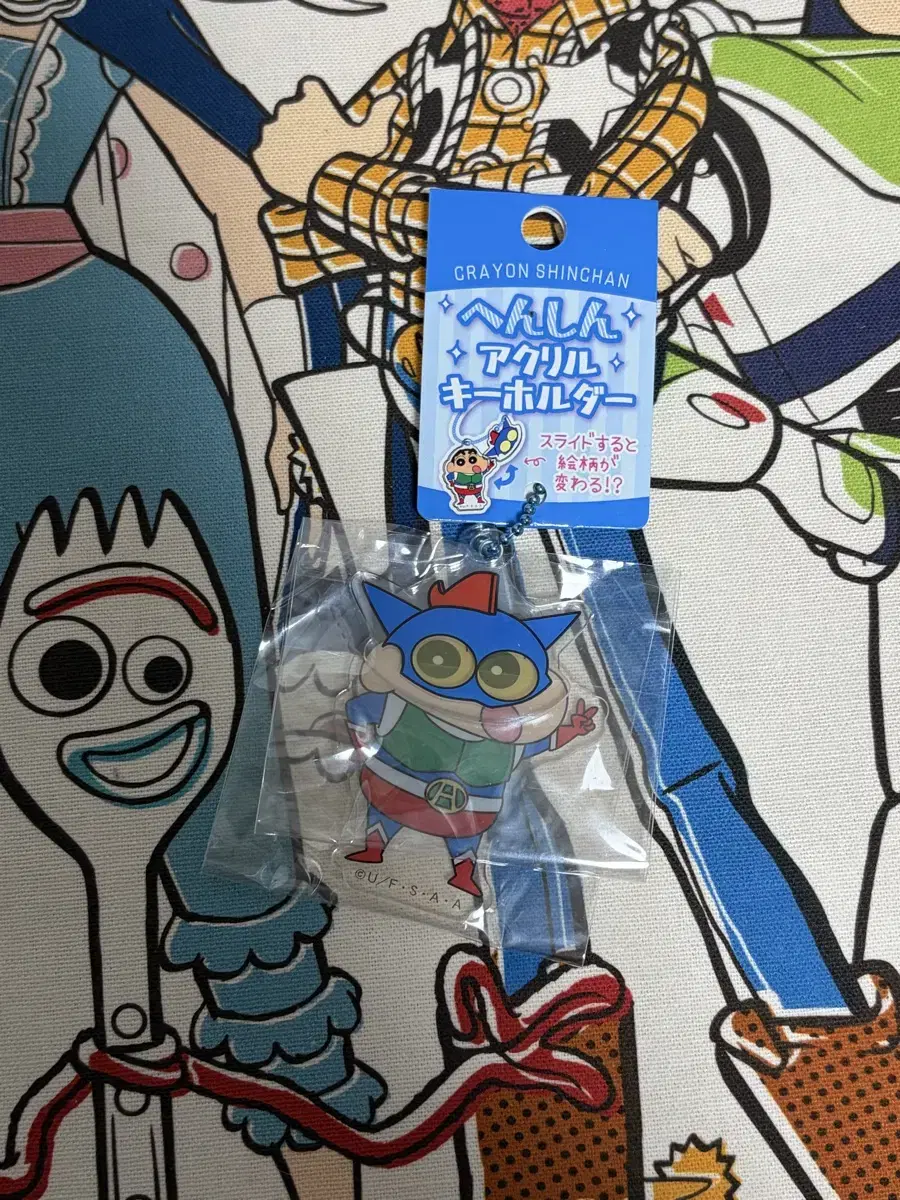 CRAYON SHINCHAN
へんしん
アクリル
キーホルダー
スライドすると
絵柄が
変わる!?
©U/F・S・A・A